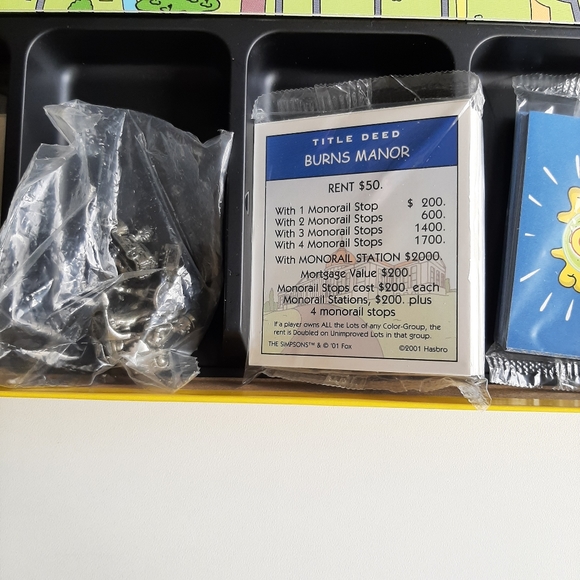 TITLE DEED
BURNS MANOR
RENT $50.
With 1 Monorail Stop $ 200.
With 2 Monorail Stops 600.
With 3 Monorail Stops 1400.
With 4 Monorail Stops 1700.
With MONORAIL STATION $2000.
Mortgage Value $200.
Monorail Stops cost $200. each
Monorail Stations, $200. plus
4 monorail stops
If a player owns ALL the Lots of any Color-Group, the
rent is Doubled on Unimproved Lots in that group.
THE SIMPSONS™ & © '01 Fox ©2001 Hasbro